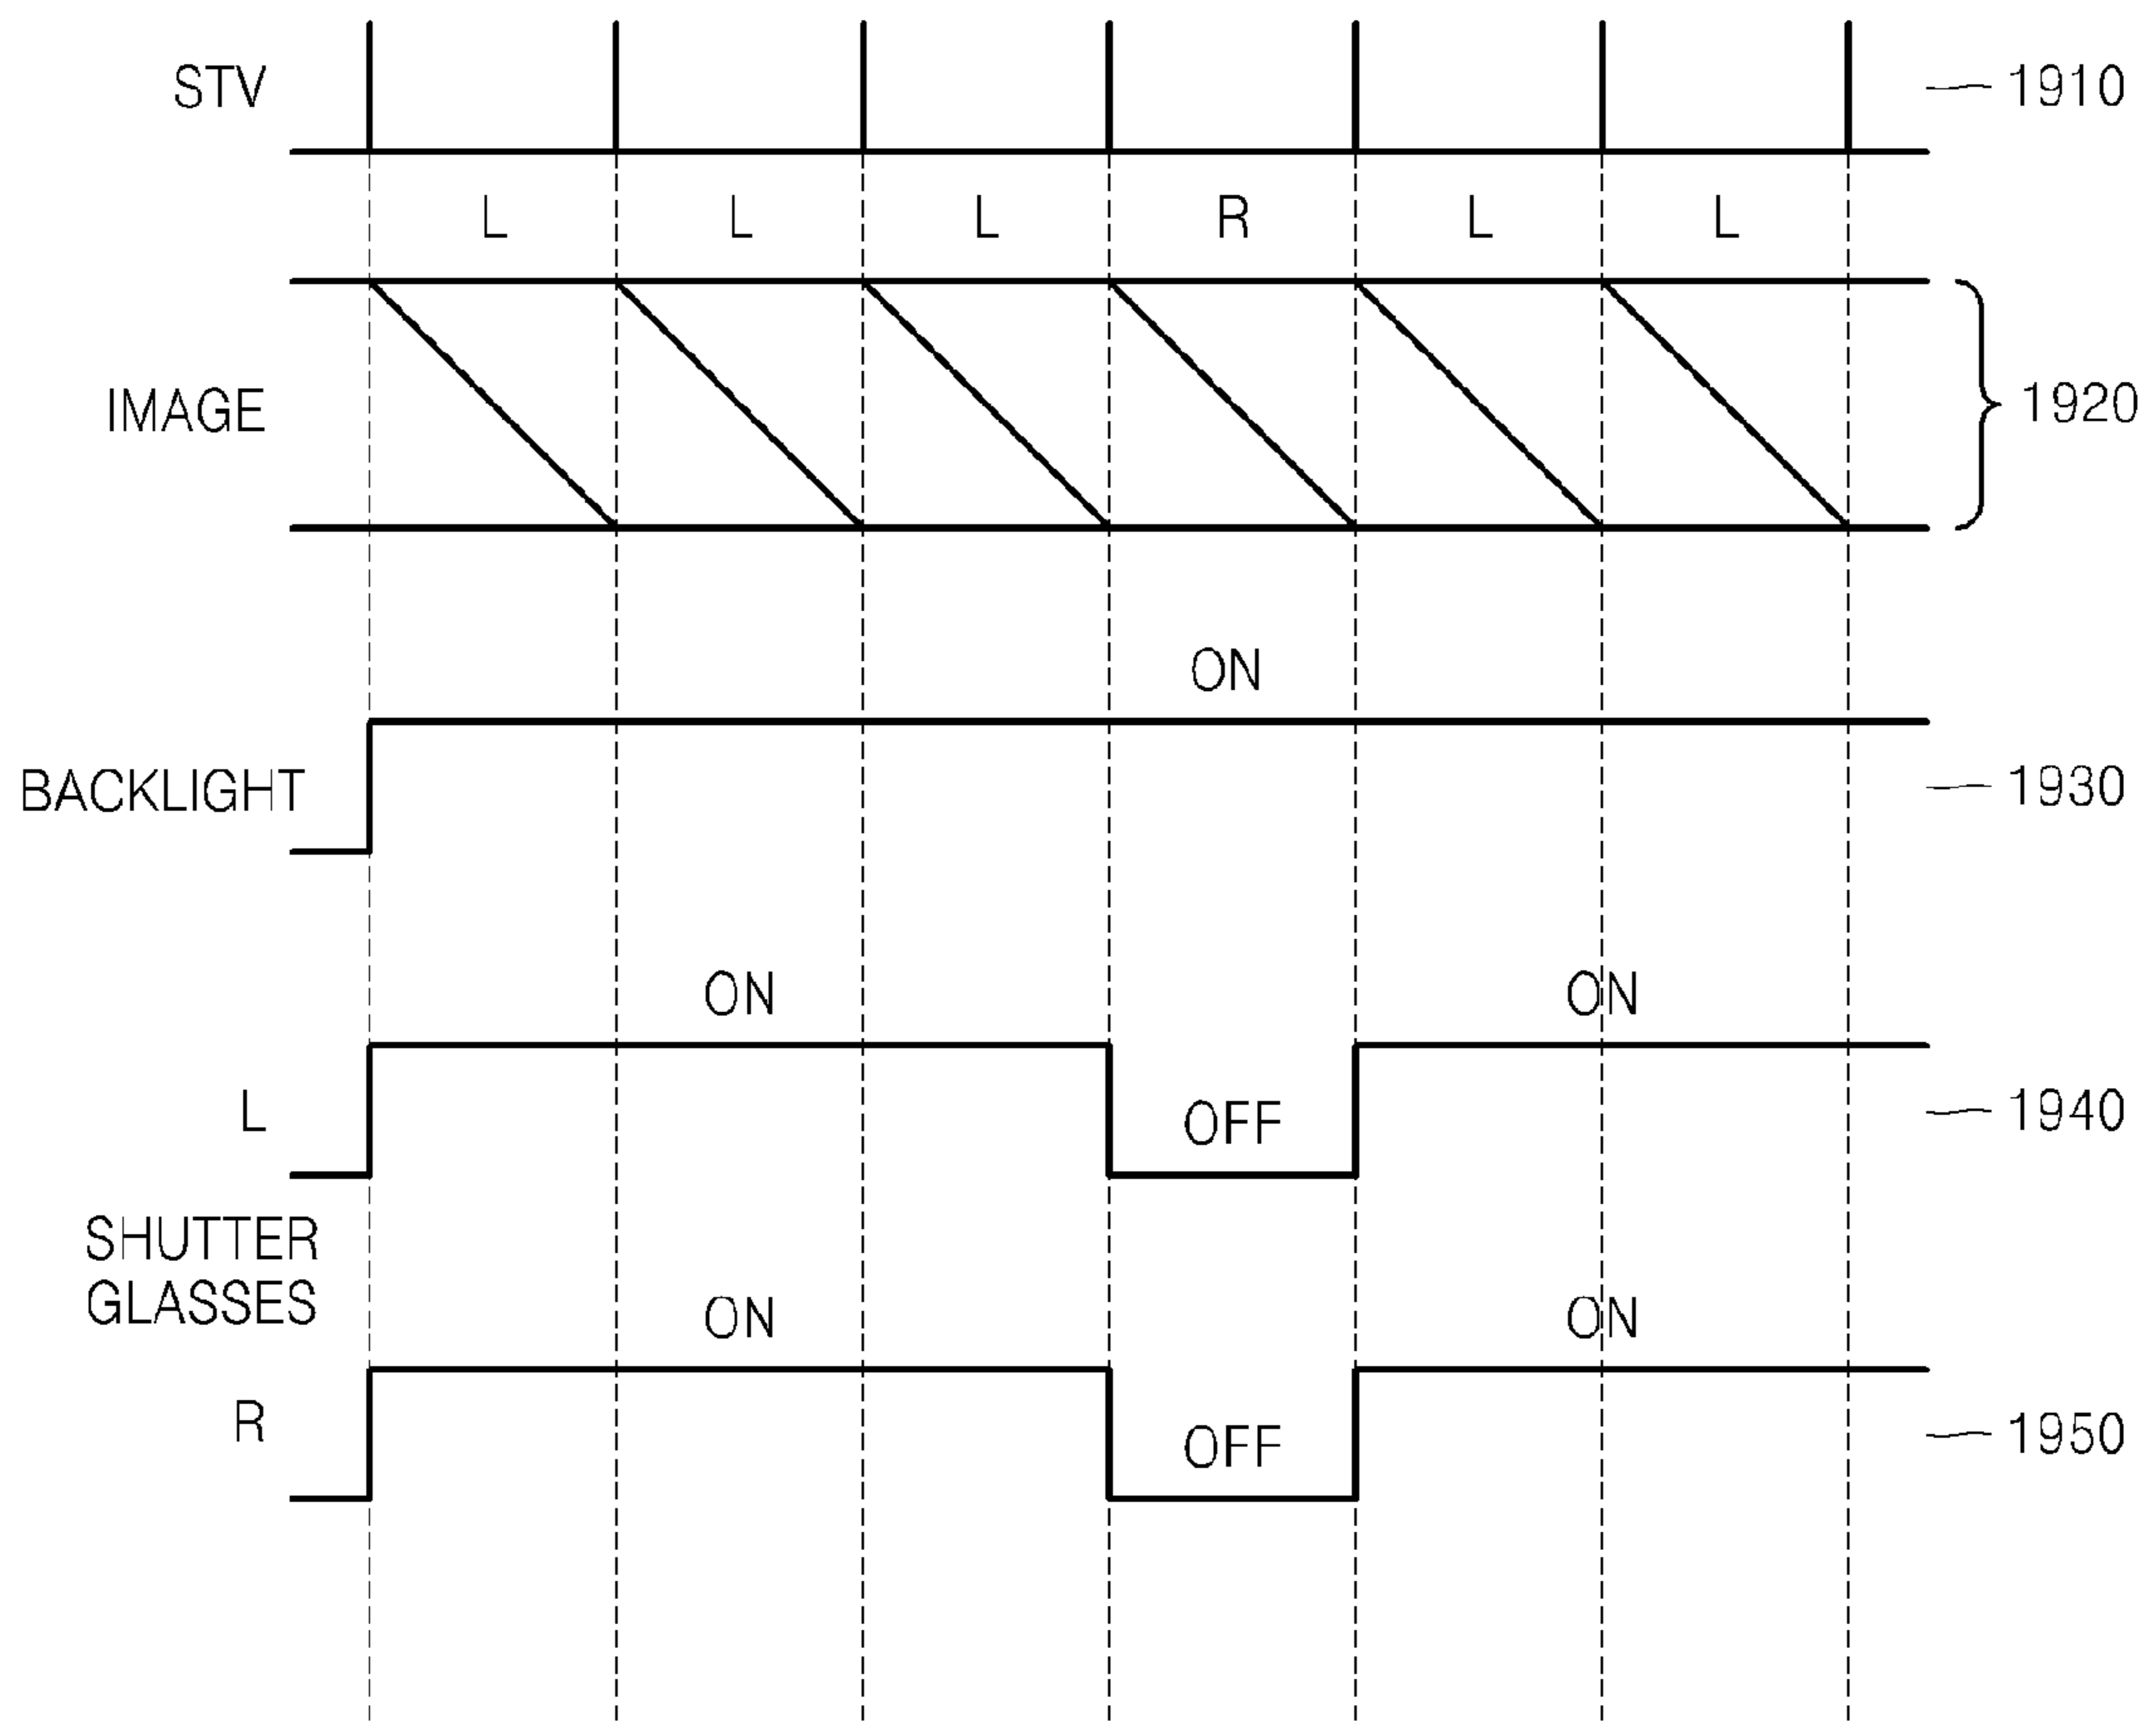 STV
1910
L L L R L L
IMAGE
1920
ON
BACKLIGHT
1930
ON ON
L
OFF
1940
SHUTTER
GLASSES
ON ON
R
OFF
1950